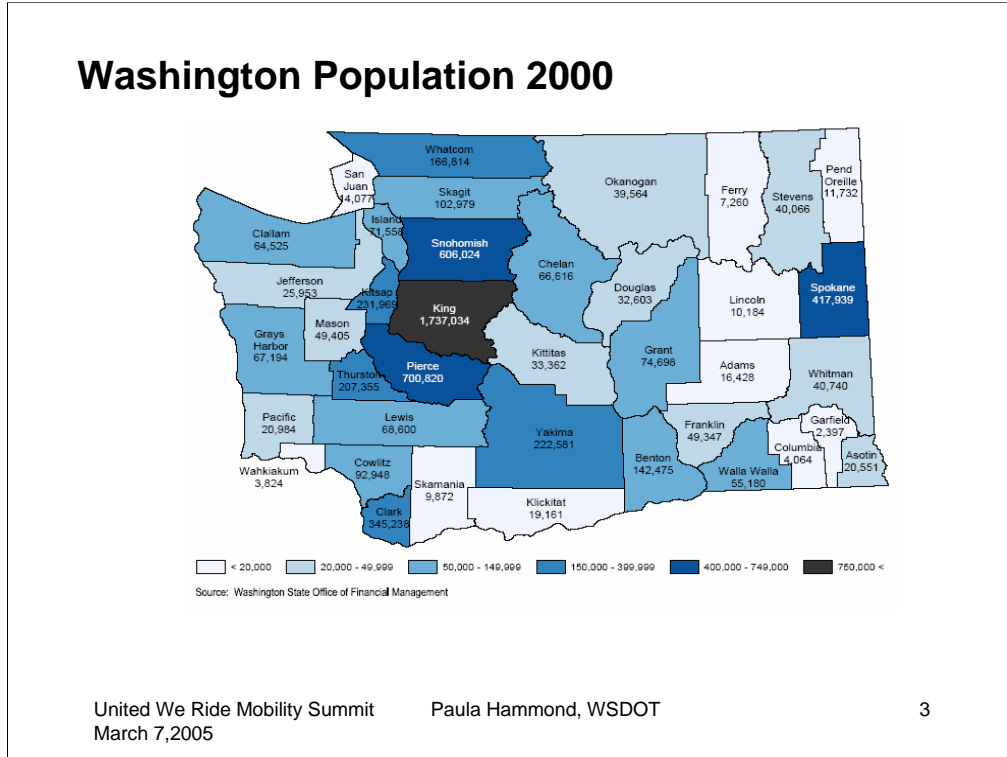 Washington Population 2000
Whatcom
166,814
San
Juan
14,077
Skagit
102,979
Okanogan
39,564
Ferry
7,260
Stevens
40,066
Pend
Oreille
11,732
Island
71,558
Clallam
64,525
Snohomish
606,024
Chelan
66,616
Jefferson
25,953
Kitsap
231,969
King
1,737,034
Douglas
32,603
Lincoln
10,184
Spokane
417,939
Mason
49,405
Grays
Harbor
67,194
Kittitas
33,362
Grant
74,698
Adams
16,428
Pierce
700,820
Thurston
207,355
Whitman
40,740
Pacific
20,984
Lewis
68,600
Yakima
222,581
Franklin
49,347
Garfield
2,397
Columbia
4,064
Asotin
20,551
Wahkiakum
3,824
Cowlitz
92,948
Skamania
9,872
Benton
142,475
Walla Walla
55,180
Clark
345,238
Klickitat
19,161
< 20,000 20,000 - 49,999 50,000 - 149,999 150,000 - 399,999 400,000 - 749,000 750,000 <
Source: Washington State Office of Financial Management
United We Ride Mobility Summit Paula Hammond, WSDOT 3
March 7,2005